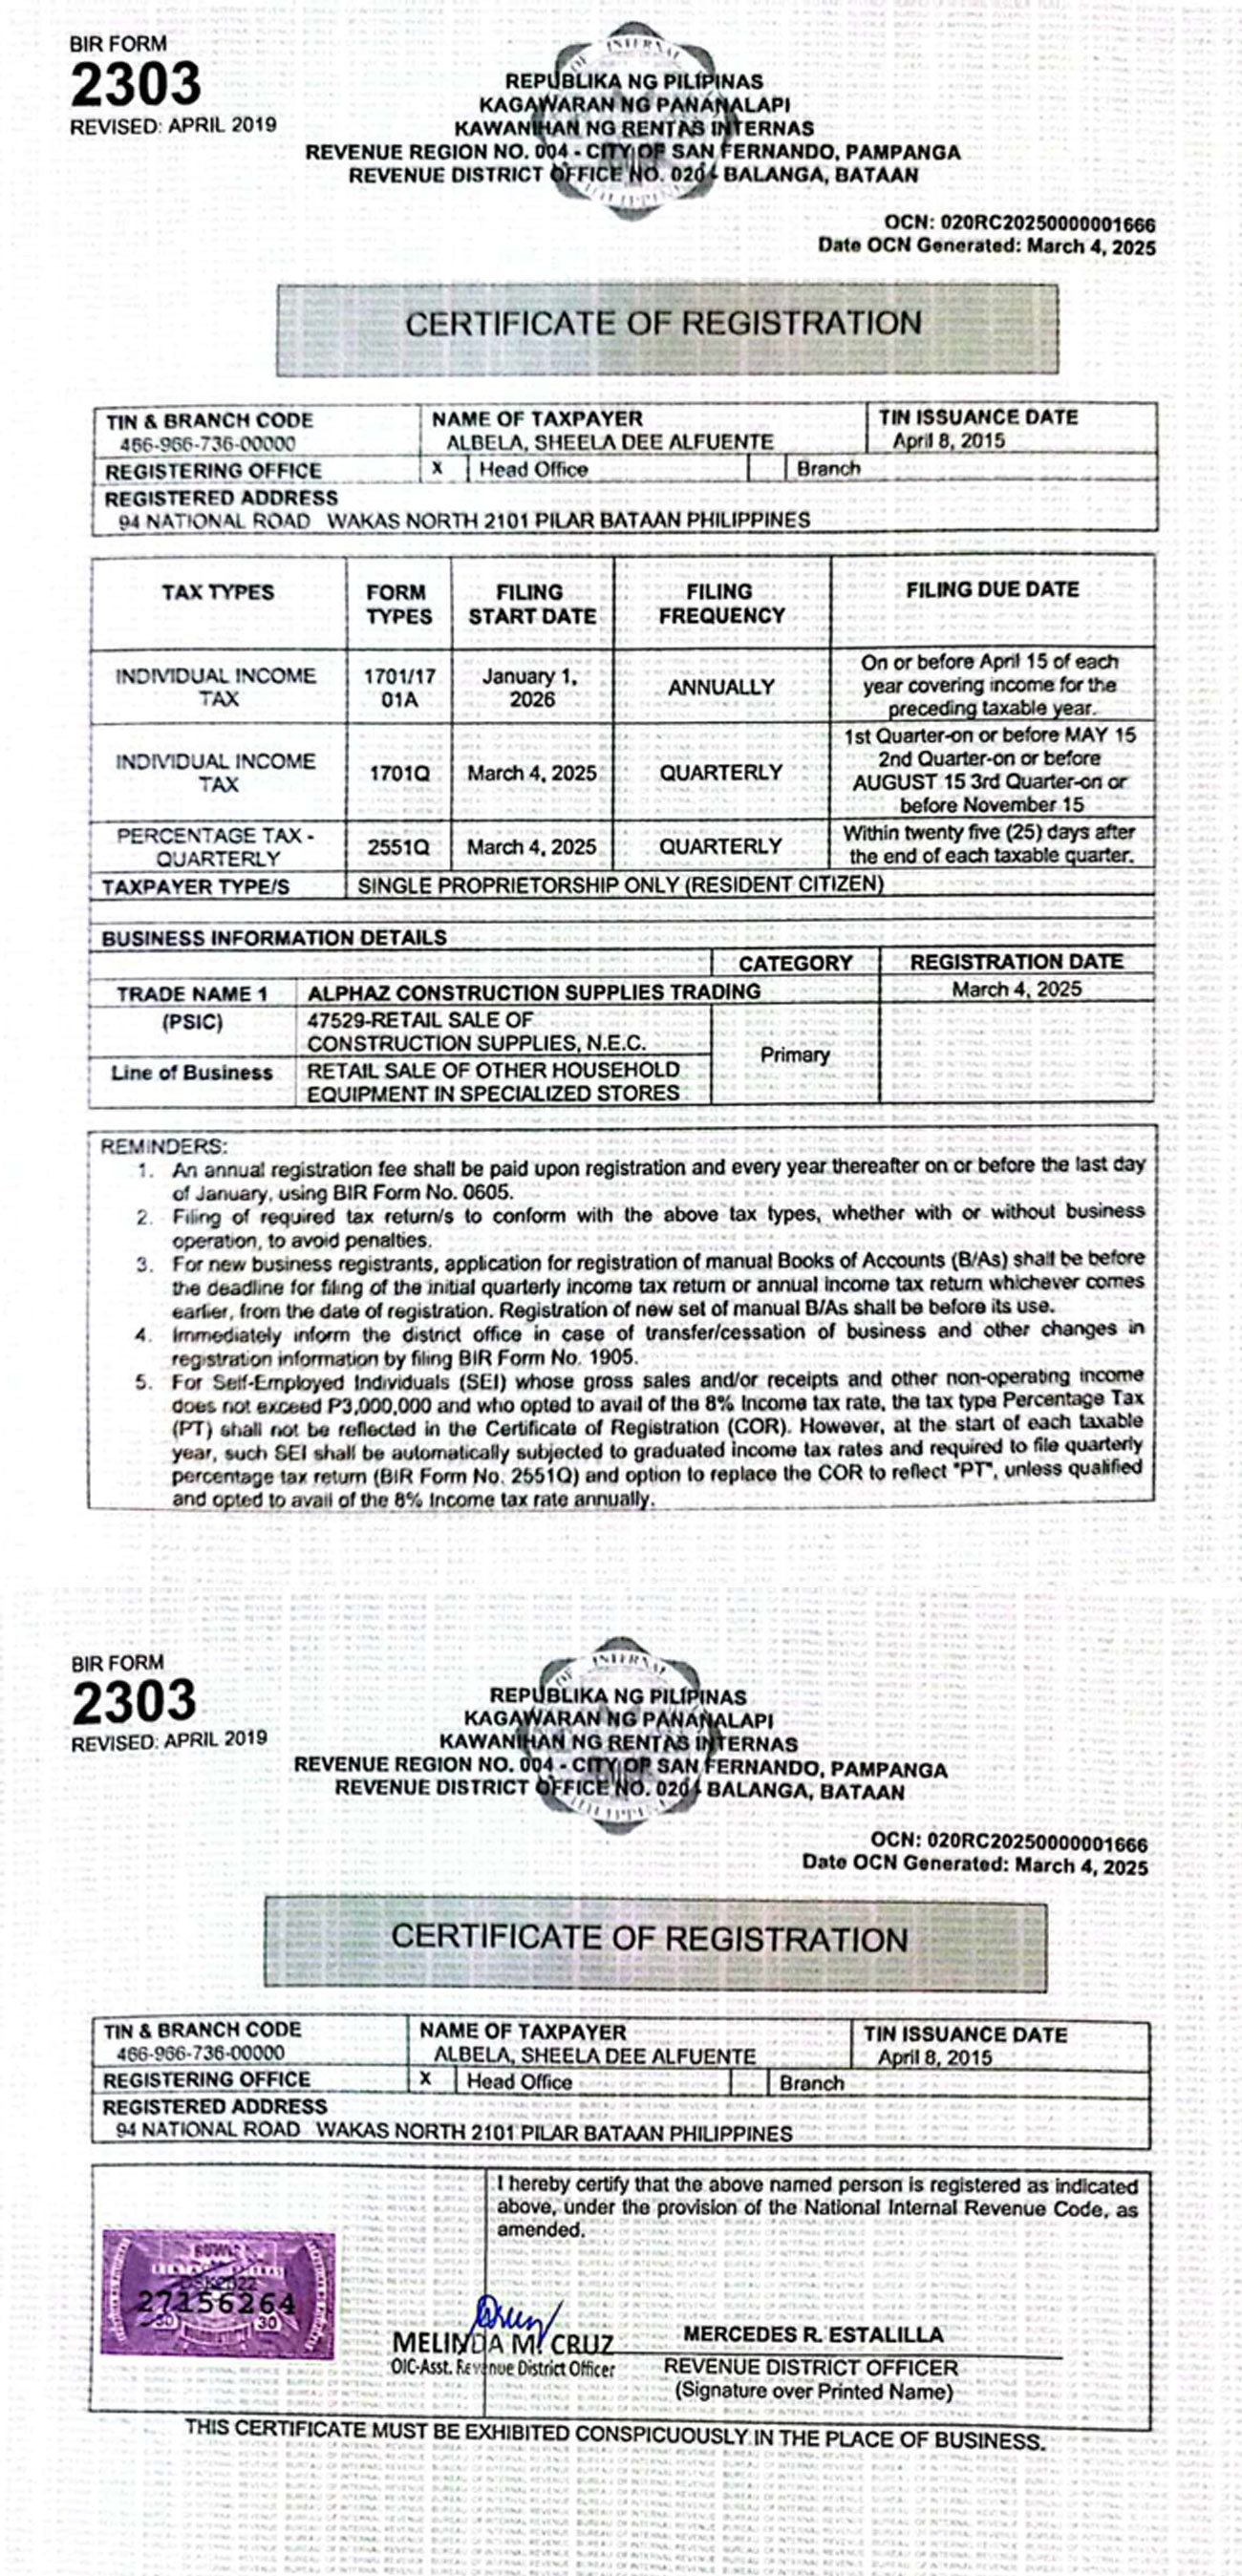 BIR FORM
2303
REVISED: APRIL 2019
REPUBLIKA NG PILIPINAS
KAGAWARAN NG PANANALAPI
KAWANIHAN NG RENTAS INTERNAS
REVENUE REGION NO. 004 - CITY OF SAN FERNANDO, PAMPANGA
REVENUE DISTRICT OFFICE NO. 020 - BALANGA, BATAAN
OCN: 020RC20250000001666
Date OCN Generated: March 4, 2025
CERTIFICATE OF REGISTRATION
TIN & BRANCH CODE NAME OF TAXPAYER TIN ISSUANCE DATE
466-966-736-00000 ALBELA, SHEELA DEE ALFUENTE April 8, 2015
REGISTERING OFFICE X Head Office Branch
REGISTERED ADDRESS
94 NATIONAL ROAD WAKAS NORTH 2101 PILAR BATAAN PHILIPPINES
TAX TYPES FORM TYPES FILING START DATE FILING FREQUENCY FILING DUE DATE
INDIVIDUAL INCOME TAX 1701/1701A January 1, 2026 ANNUALLY On or before April 15 of each year covering income for the preceding taxable year.
INDIVIDUAL INCOME TAX 1701Q March 4, 2025 QUARTERLY 1st Quarter-on or before MAY 15 2nd Quarter-on or before AUGUST 15 3rd Quarter-on or before November 15
PERCENTAGE TAX - QUARTERLY 2551Q March 4, 2025 QUARTERLY Within twenty five (25) days after the end of each taxable quarter.
TAXPAYER TYPE/S SINGLE PROPRIETORSHIP ONLY (RESIDENT CITIZEN)
BUSINESS INFORMATION DETAILS
CATEGORY REGISTRATION DATE
TRADE NAME 1 ALPHAZ CONSTRUCTION SUPPLIES TRADING March 4, 2025
(PSIC) 47529-RETAIL SALE OF CONSTRUCTION SUPPLIES, N.E.C. Primary
Line of Business RETAIL SALE OF OTHER HOUSEHOLD EQUIPMENT IN SPECIALIZED STORES
REMINDERS:
1. An annual registration fee shall be paid upon registration and every year thereafter on or before the last day
of January, using BIR Form No. 0605.
2. Filing of required tax return/s to conform with the above tax types, whether with or without business
operation, to avoid penalties.
3. For new business registrants, application for registration of manual Books of Accounts (B/As) shall be before
the deadline for filing of the initial quarterly income tax return or annual income tax return whichever comes
earlier, from the date of registration. Registration of new set of manual B/As shall be before its use.
4. Immediately inform the district office in case of transfer/cessation of business and other changes in
registration information by filing BIR Form No. 1905.
5. For Self-Employed Individuals (SEI) whose gross sales and/or receipts and other non-operating income
does not exceed P3,000,000 and who opted to avail of the 8% Income tax rate, the tax type Percentage Tax
(PT) shall not be reflected in the Certificate of Registration (COR). However, at the start of each taxable
year, such SEI shall be automatically subjected to graduated income tax rates and required to file quarterly
percentage tax return (BIR Form No. 2551Q) and option to replace the COR to reflect "PT", unless qualified
and opted to avail of the 8% Income tax rate annually.
BIR FORM
2303
REVISED: APRIL 2019
REPUBLIKA NG PILIPINAS
KAGAWARAN NG PANANALAPI
KAWANIHAN NG RENTAS INTERNAS
REVENUE REGION NO. 004 - CITY OF SAN FERNANDO, PAMPANGA
REVENUE DISTRICT OFFICE NO. 020 - BALANGA, BATAAN
OCN: 020RC20250000001666
Date OCN Generated: March 4, 2025
CERTIFICATE OF REGISTRATION
TIN & BRANCH CODE NAME OF TAXPAYER TIN ISSUANCE DATE
466-966-736-00000 ALBELA, SHEELA DEE ALFUENTE April 8, 2015
REGISTERING OFFICE X Head Office Branch
REGISTERED ADDRESS
94 NATIONAL ROAD WAKAS NORTH 2101 PILAR BATAAN PHILIPPINES
I hereby certify that the above named person is registered as indicated
above, under the provision of the National Internal Revenue Code, as
amended.
27156264
30 30
MELINDA M. CRUZ
OIC-Asst. Revenue District Officer
MERCEDES R. ESTALILLA
REVENUE DISTRICT OFFICER
(Signature over Printed Name)
THIS CERTIFICATE MUST BE EXHIBITED CONSPICUOUSLY IN THE PLACE OF BUSINESS.